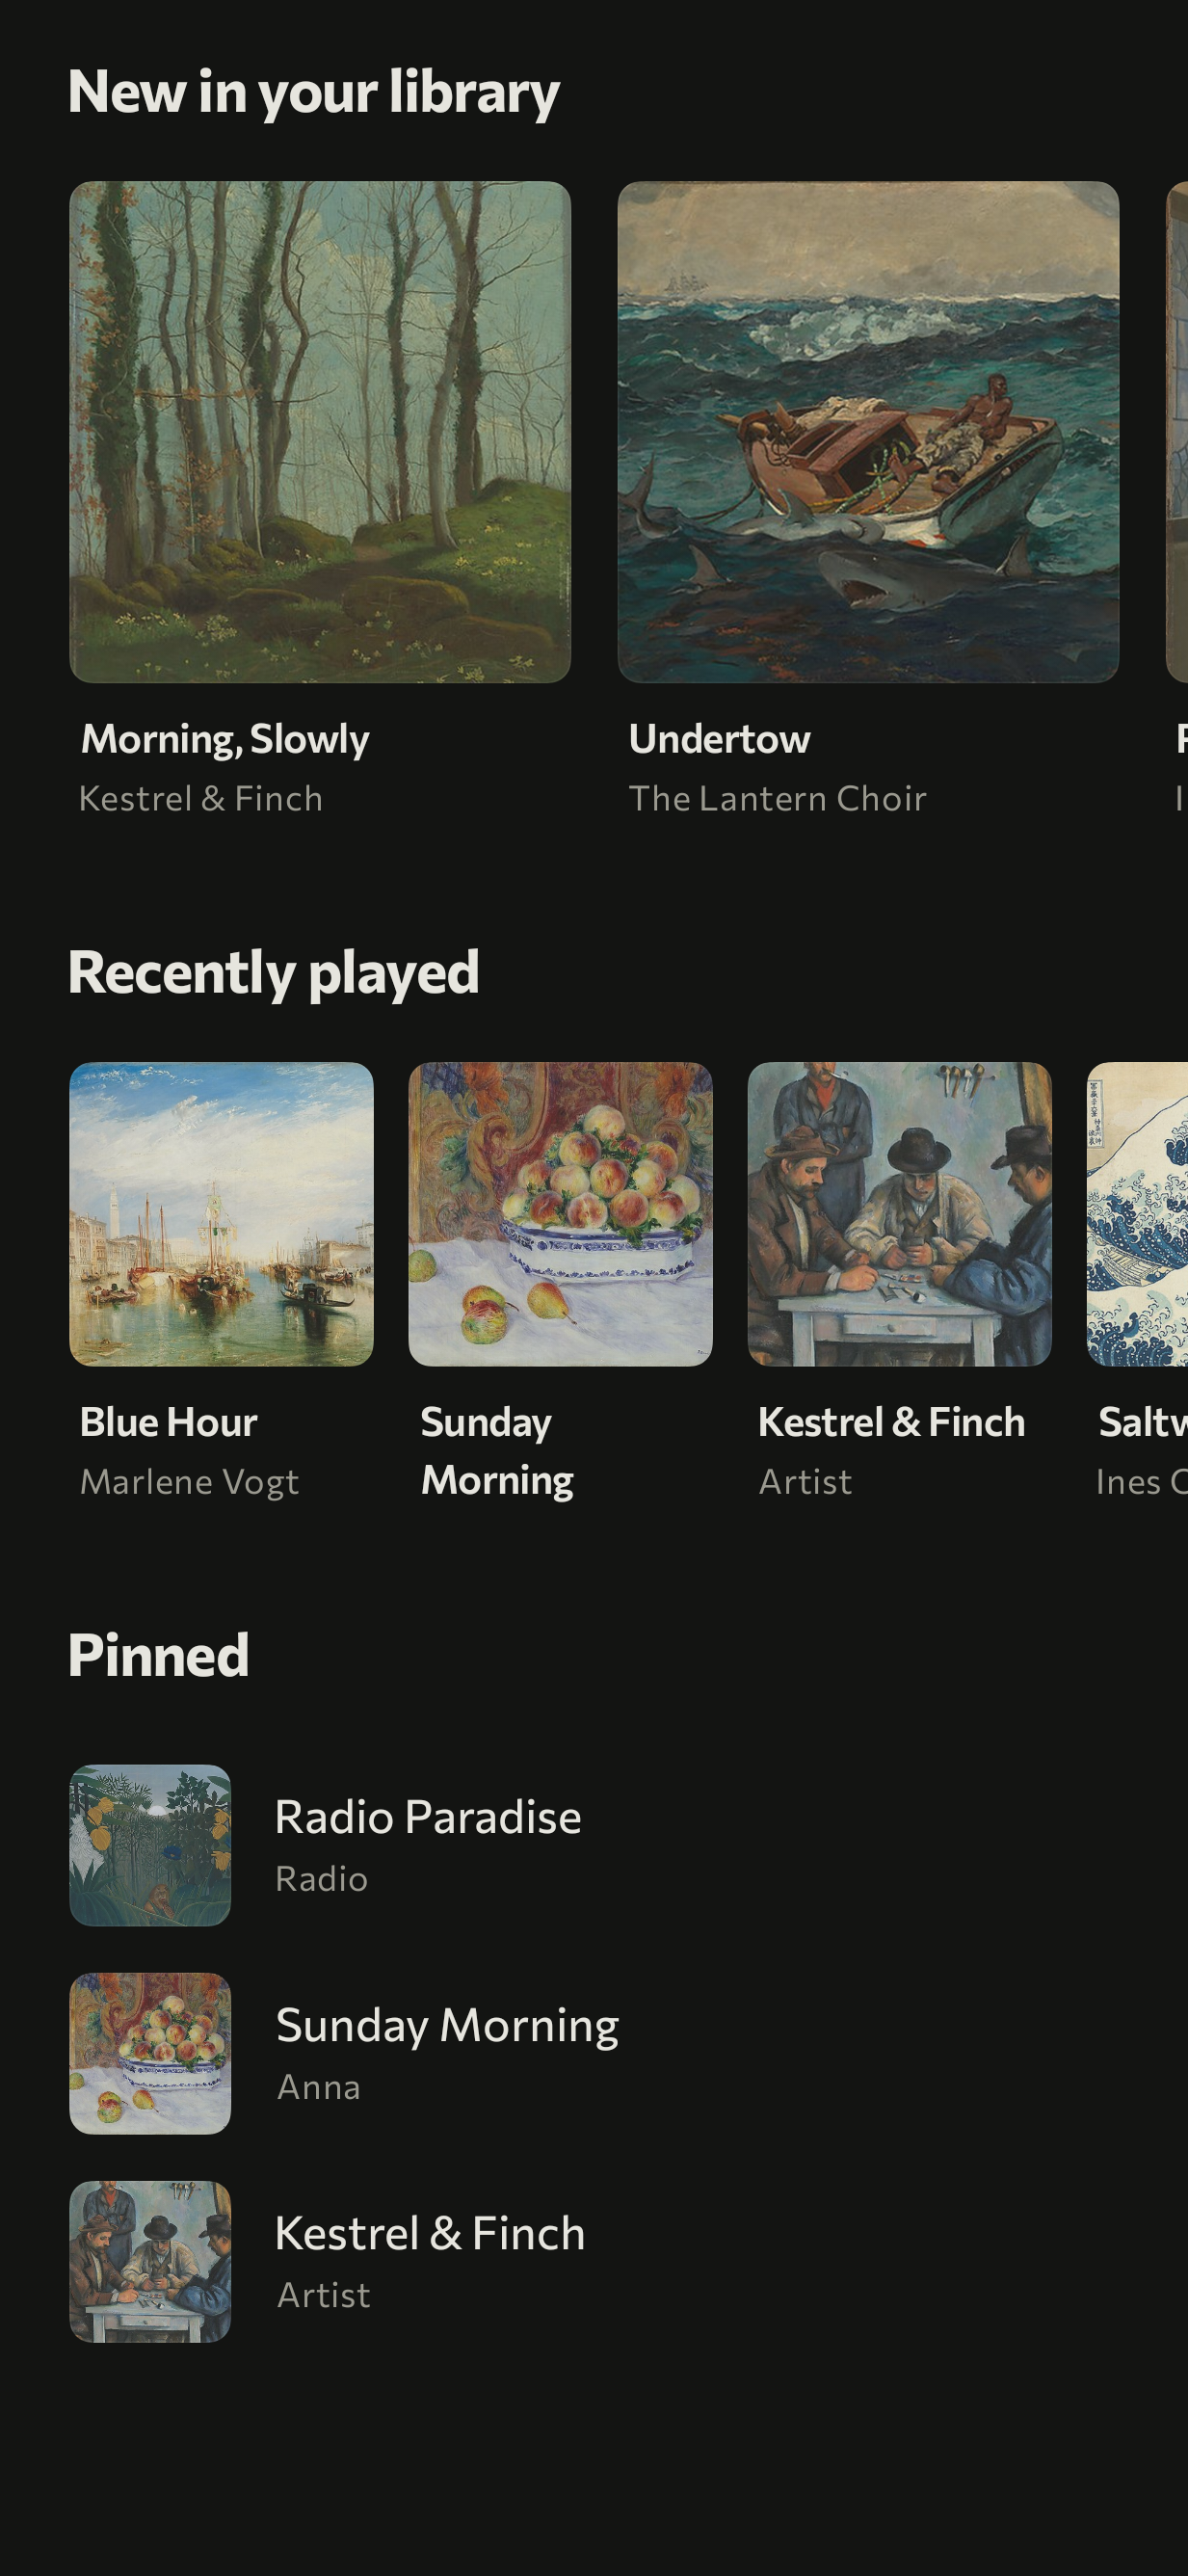 New in your library
Morning, Slowly
Undertow
Kestrel & Finch
The Lantern Choir
Recently played
Blue Hour
Sunday
Morning
Kestrel & Finch
Marlene Vogt
Artist
Ines
Pinned
Radio Paradise
Radio
Sunday Morning
Anna
Kestrel & Finch
Artist